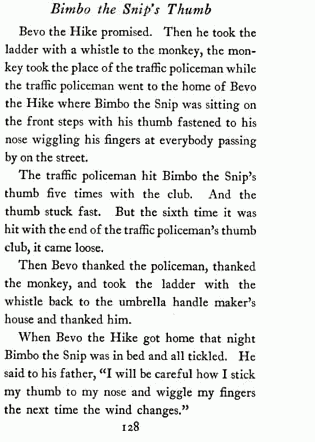 Bimbo the Snip's Thumb
Bevo the Hike promised. Then he took the
ladder with a whistle to the monkey, the mon-
key took the place of the traffic policeman while
the traffic policeman went to the home of Bevo
the Hike where Bimbo the Snip was sitting on
the front steps with his thumb fastened to his
nose wiggling his fingers at everybody passing
by on the street.
The traffic policeman hit Bimbo the Snip's
thumb five times with the club. And the
thumb stuck fast. But the sixth time it was
hit with the end of the traffic policeman's thumb
club, it came loose.
Then Bevo thanked the policeman, thanked
the monkey, and took the ladder with the
whistle back to the umbrella handle maker's
house and thanked him.
When Bevo the Hike got home that night
Bimbo the Snip was in bed and all tickled. He
said to his father, "I will be careful how I stick
my thumb to my nose and wiggle my fingers
the next time the wind changes."
128